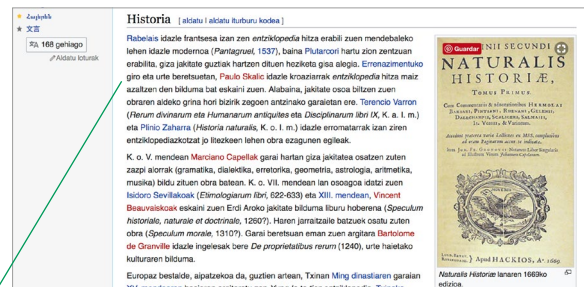 Հայերեն
文言
168 gehiago
Aldatu loturak
Historia [ aldatu | aldatu iturburu kodea ]
Rabelais idazle frantsesa izan zen entziklopedia hitza erabili zuen mendebaleko
lehen idazle modernoa (Pantagruel, 1537), baina Plutarcori hartu zion zentzuan
erabilita, giza jakitate guztiak hartzen dituen hoziketa gisa alegia. Errenazimentuko
giro eta urte beretsuetan, Paulo Skalic idazle kroaziarrak entziklopedia hitza maiz
azaltzen den bilduma bat eskaini zuen. Alabaina, jakitate osoa biltzen zuen
obraren aldeko grina hori bizirik zegoen antzinako garaietan ere. Terencio Varron
(Rerum divinarum eta Humanarum antiquites eta Disciplinarum libri IX, K. a. I. m.)
eta Plinio Zaharra (Historia naturalis, K. o. I. m.) idazle erromatarrak izan ziren
entziklopediazkotzat jo litezkeen lehen obra ezagunen egileak.
K. o. V. mendean Marciano Capellak garai hartan giza jakitatea osatzen zuten
zazpi alorrak (gramatika, dialektika, erretorika, geometria, astrologia, aritmetika,
musika) bildu zituen obra batean. K. o. VII. mendean lan osoagoa idatzi zuen
Isidoro Sevillakoak (Etimologiarum libri, 622-633) eta XIII. mendean, Vincent
Beauvaiskoak eskaini zuen Erdi Aroko jakitate bilduma liburu hoberena (Speculum
historiale, naturale et doctrinale, 1260?). Haren jarraitzaile batzuek osatu zuten
obra (Speculum moraie, 1310?). Garai beretsuan eman zuen argitara Bartolome
de Granville idazle ingelesak bere De proprietatibus rerum (1240), urte haietako
kulturaren bilduma.
Europaz bestalde, aipatzekoa da, guztien artean, Txinan Ming dinastiaren garaian
Guardar
NII SECUNDI
NATURALIS
HISTORIÆ,
TOMUS PRIMUS.
Apud HACKIOS, A° 1669
Naturalis Historiæ lanaren 1669ko
edizioa.